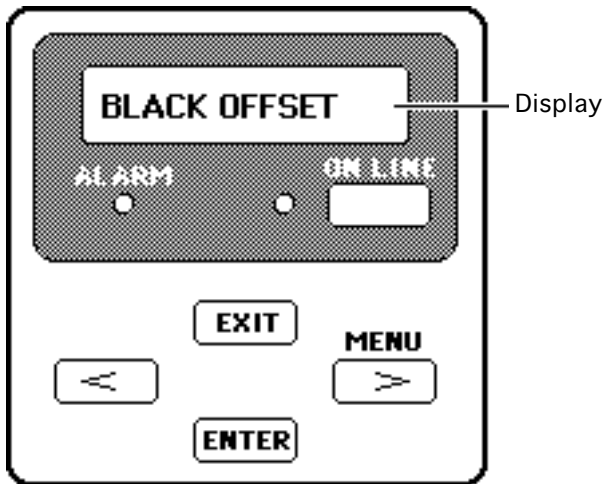 BLACK OFFSET
Display
ALARM
ON LINE
EXIT
MENU
<
>
ENTER